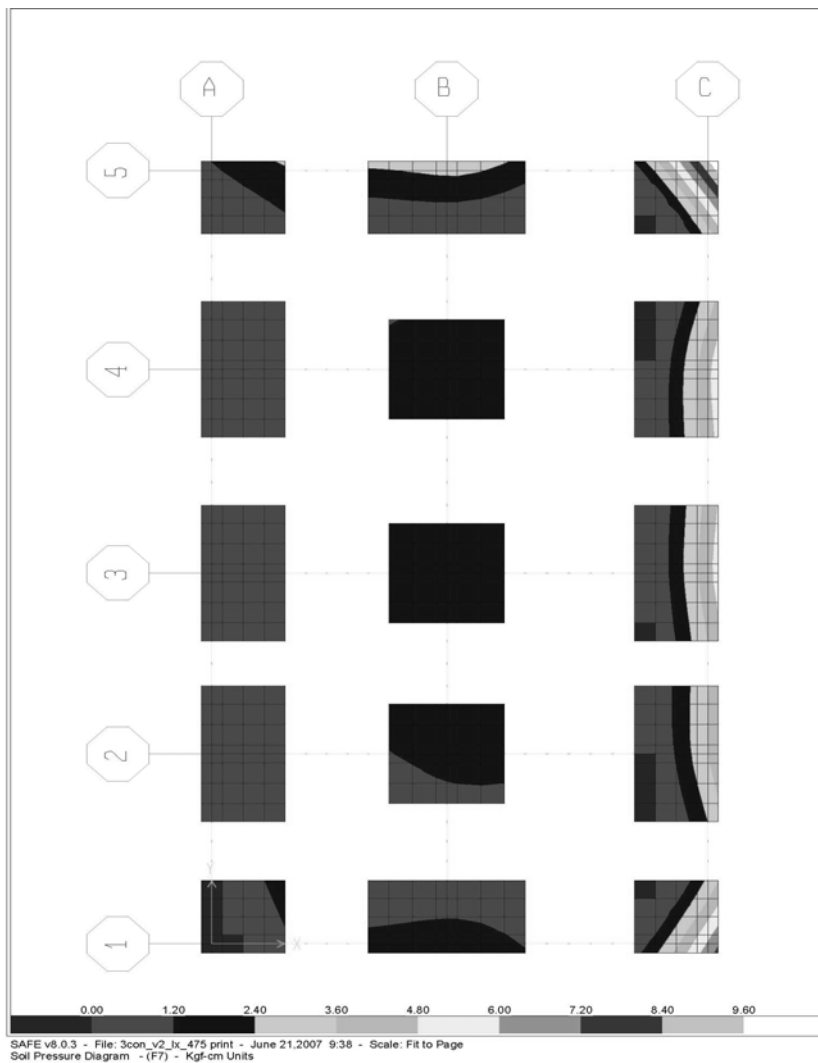 A B C
5
4
3
2
Y
1 X
0.00 1.20 2.40 3.60 4.80 6.00 7.20 8.40 9.60
SAFE v8.0.3 - File: 3con_v2_lx_475 print - June 21,2007 9:38 - Scale: Fit to Page
Soil Pressure Diagram - (F7) - Kgf-cm Units